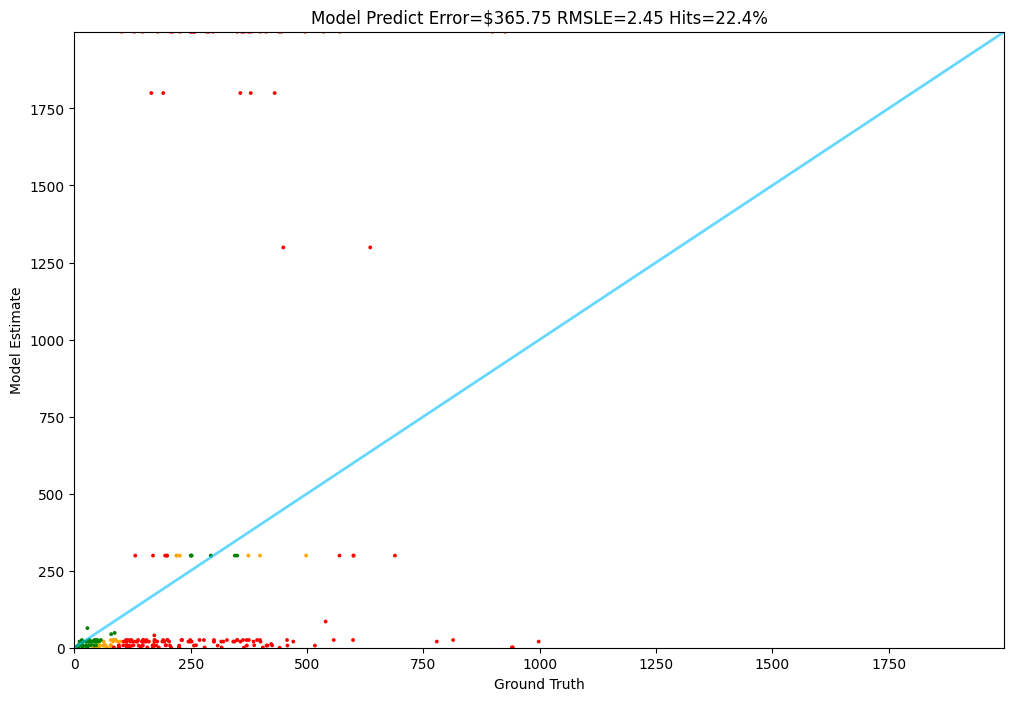 Model Predict Error=$365.75 RMSLE=2.45 Hits=22.4%
Model Estimate
1750
1500
1250
1000
750
500
250
0
0 250 500 750 1000 1250 1500 1750
Ground Truth